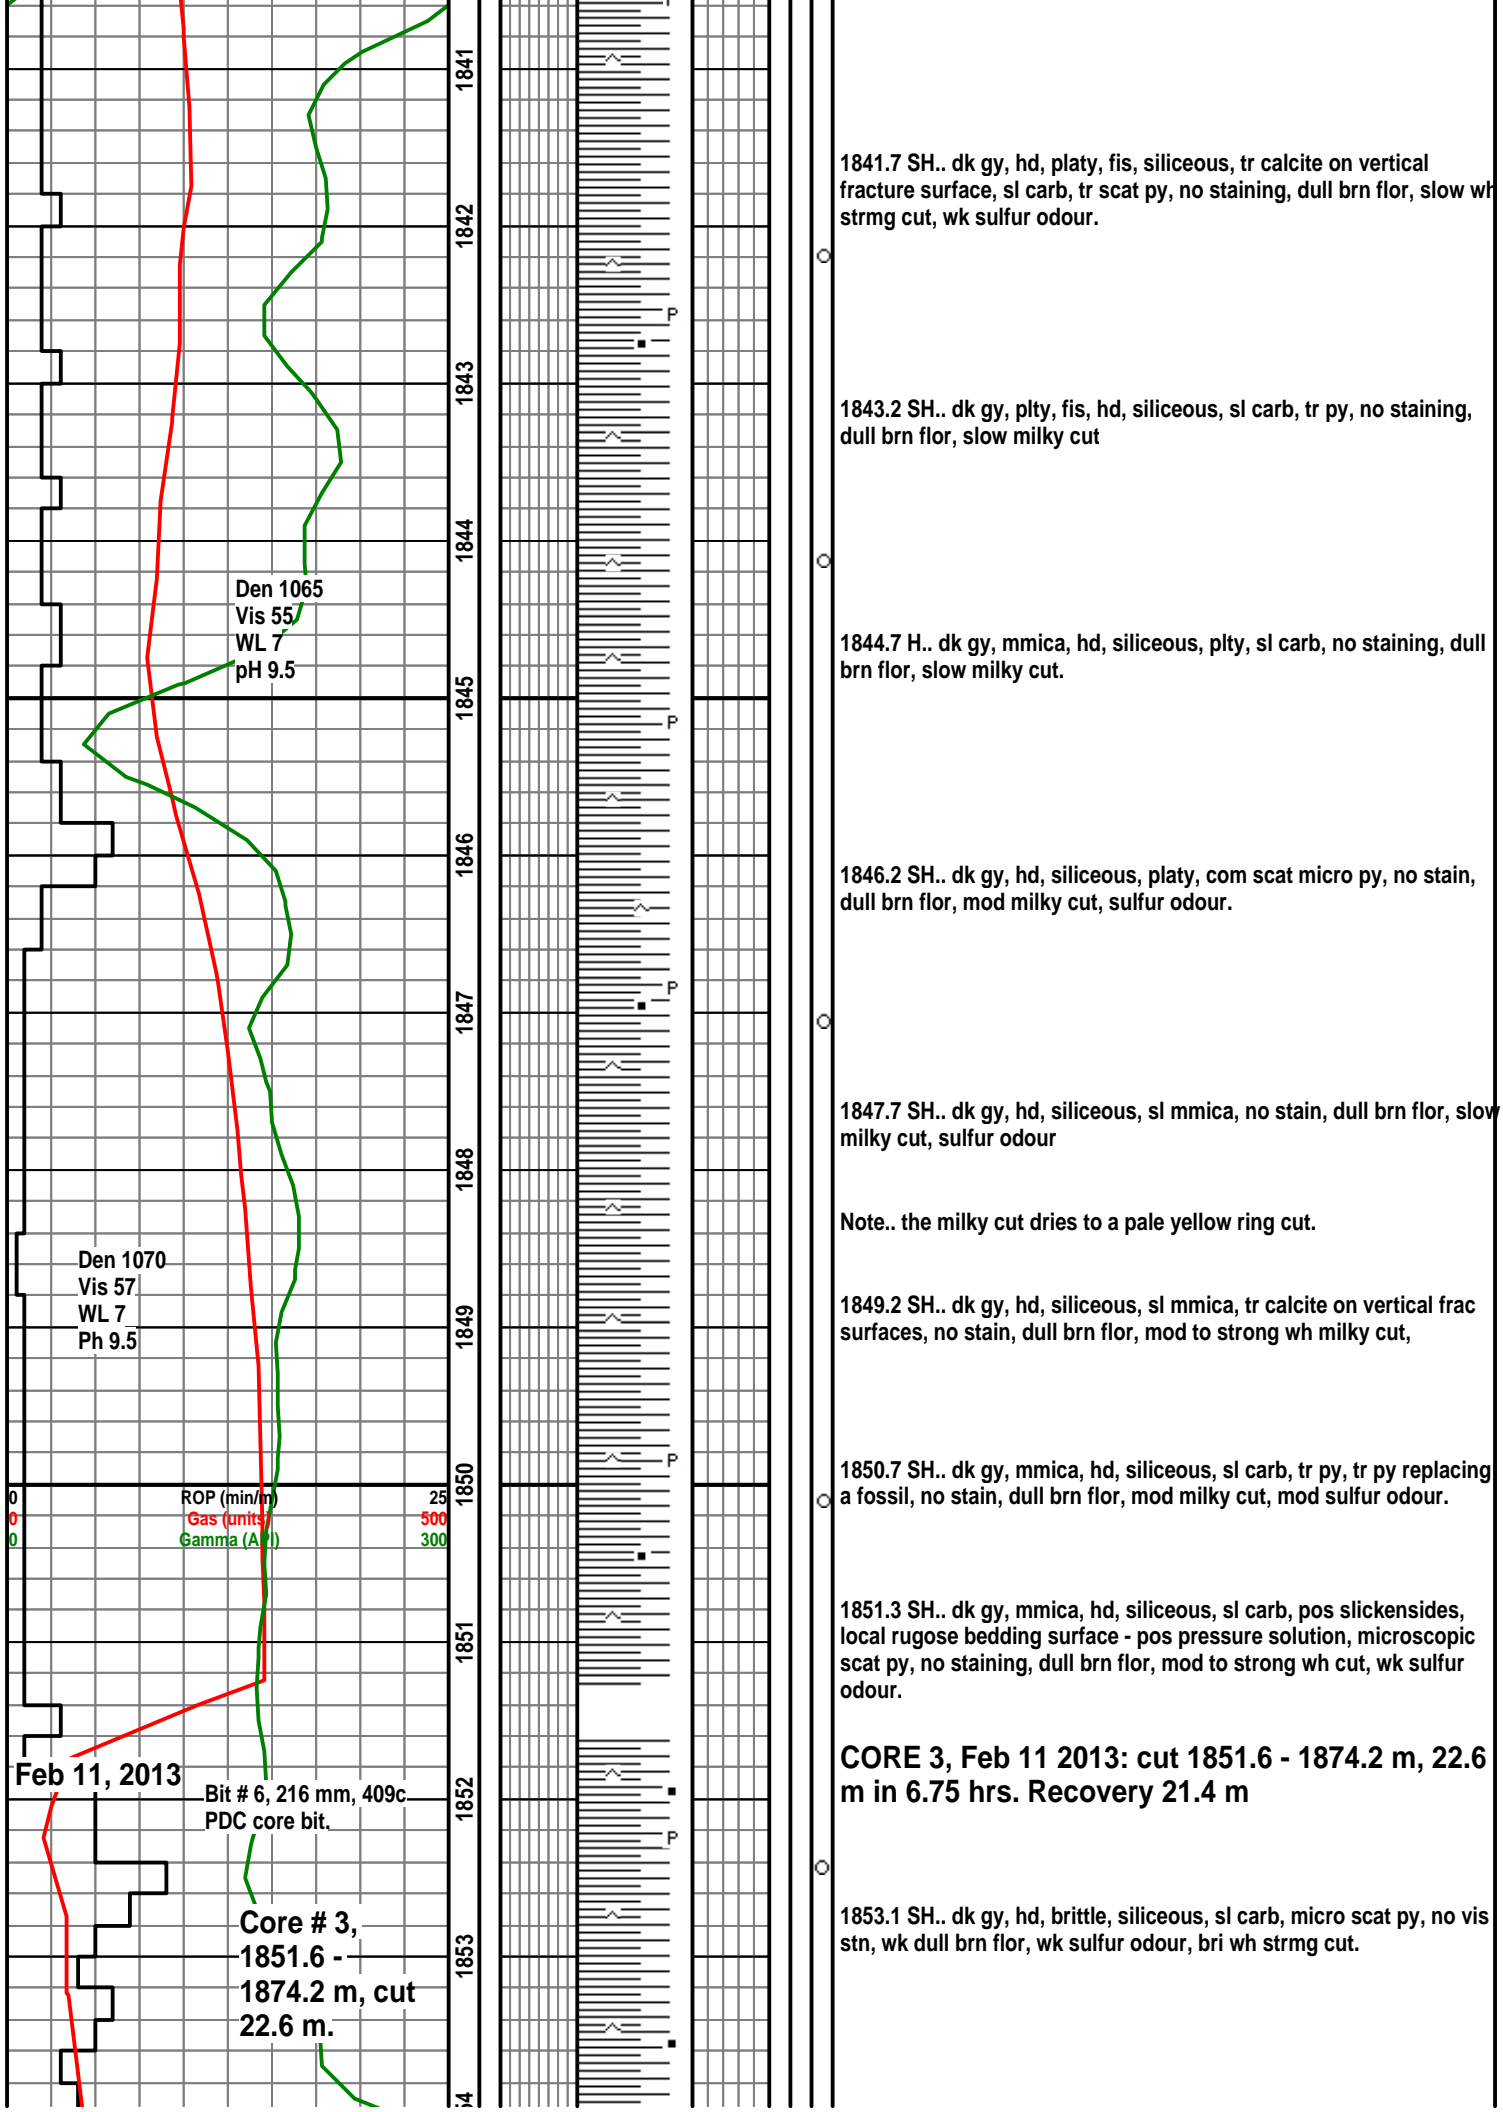 1841
1841.7 SH.. dk gy, hd, platy, fis, siliceous, tr calcite on vertical
fracture surface, sl carb, tr scat py, no staining, dull brn flor, slow wh
strmg cut, wk sulfur odour.
1842
P
1843
1843.2 SH.. dk gy, plty, fis, hd, siliceous, sl carb, tr py, no staining,
dull brn flor, slow milky cut
1844
Den 1065
Vis 55
WL 7
pH 9.5
1844.7 H.. dk gy, mmica, hd, siliceous, plty, sl carb, no staining, dull
brn flor, slow milky cut.
1845
P
1846
1846.2 SH.. dk gy, hd, siliceous, platy, com scat micro py, no stain,
dull brn flor, mod milky cut, sulfur odour.
P
1847
1847.7 SH.. dk gy, hd, siliceous, sl mmica, no stain, dull brn flor, slow
milky cut, sulfur odour
1848
Note.. the milky cut dries to a pale yellow ring cut.
Den 1070
Vis 57
WL 7
Ph 9.5
1849
1849.2 SH.. dk gy, hd, siliceous, sl mmica, tr calcite on vertical frac
surfaces, no stain, dull brn flor, mod to strong wh milky cut,
P
1850
0 ROP (min/m) 25
0 Gas (units) 500
0 Gamma (API) 300
1850.7 SH.. dk gy, mmica, hd, siliceous, sl carb, tr py, tr py replacing
a fossil, no stain, dull brn flor, mod milky cut, mod sulfur odour.
1851
1851.3 SH.. dk gy, mmica, hd, siliceous, sl carb, pos slickensides,
local rugose bedding surface - pos pressure solution, microscopic
scat py, no staining, dull brn flor, mod to strong wh cut, wk sulfur
odour.
Feb 11, 2013
Bit # 6, 216 mm, 409c
PDC core bit.
1852
CORE 3, Feb 11 2013: cut 1851.6 - 1874.2 m, 22.6
m in 6.75 hrs. Recovery 21.4 m
P
Core # 3,
1851.6 -
1874.2 m, cut
22.6 m.
1853
1853.1 SH.. dk gy, hd, brittle, siliceous, sl carb, micro scat py, no vis
stn, wk dull brn flor, wk sulfur odour, bri wh strmg cut.